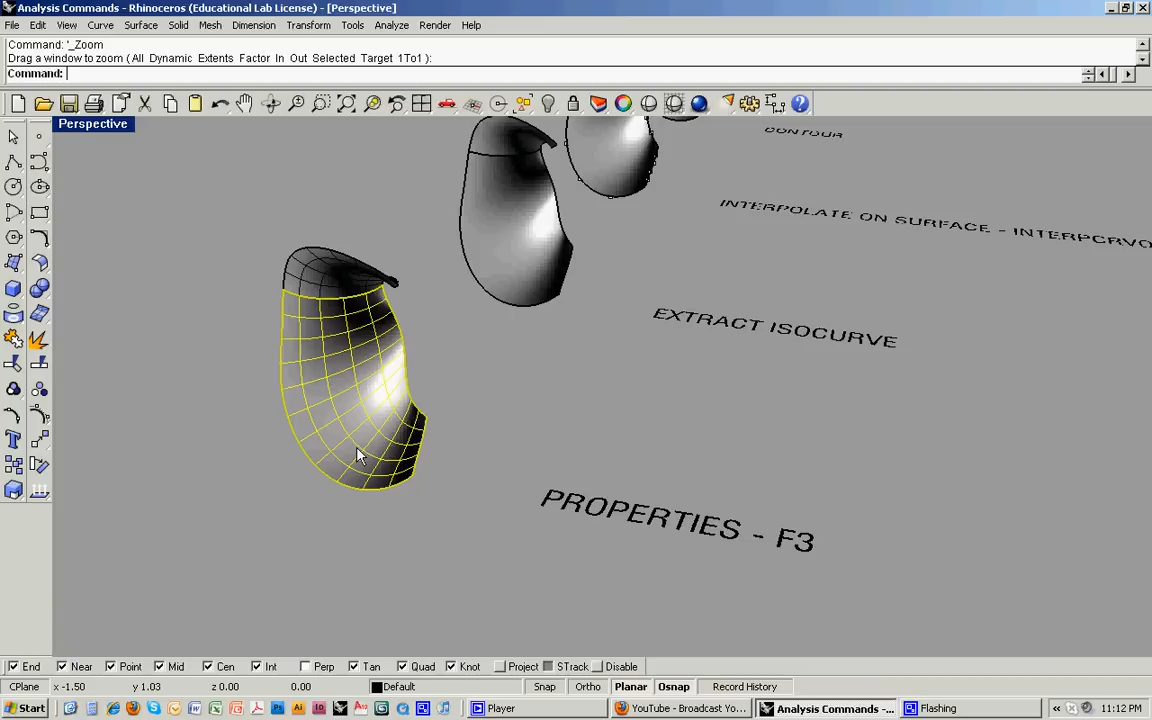 Analysis Commands - Rhinoceros (Educational Lab License) - [Perspective]
File Edit View Curve Surface Solid Mesh Dimension Transform Tools Analyze Render Help
Command: '_Zoom
Drag a window to zoom ( All Dynamic Extents Factor In Out Selected Target 1To1 ):
Command:
Perspective
CONTOUR
INTERPOLATE ON SURFACE - INTERPCRVO
EXTRACT ISOCURVE
PROPERTIES - F3
End Near Point Mid Cen Int Perp Tan Quad Knot Project STrack Disable
CPlane x -1.50 y 1.03 z 0.00 0.00 Default Snap Ortho Planar Osnap Record History
Start Player YouTube - Broadcast Yo... Analysis Commands -... Flashing 11:12 PM